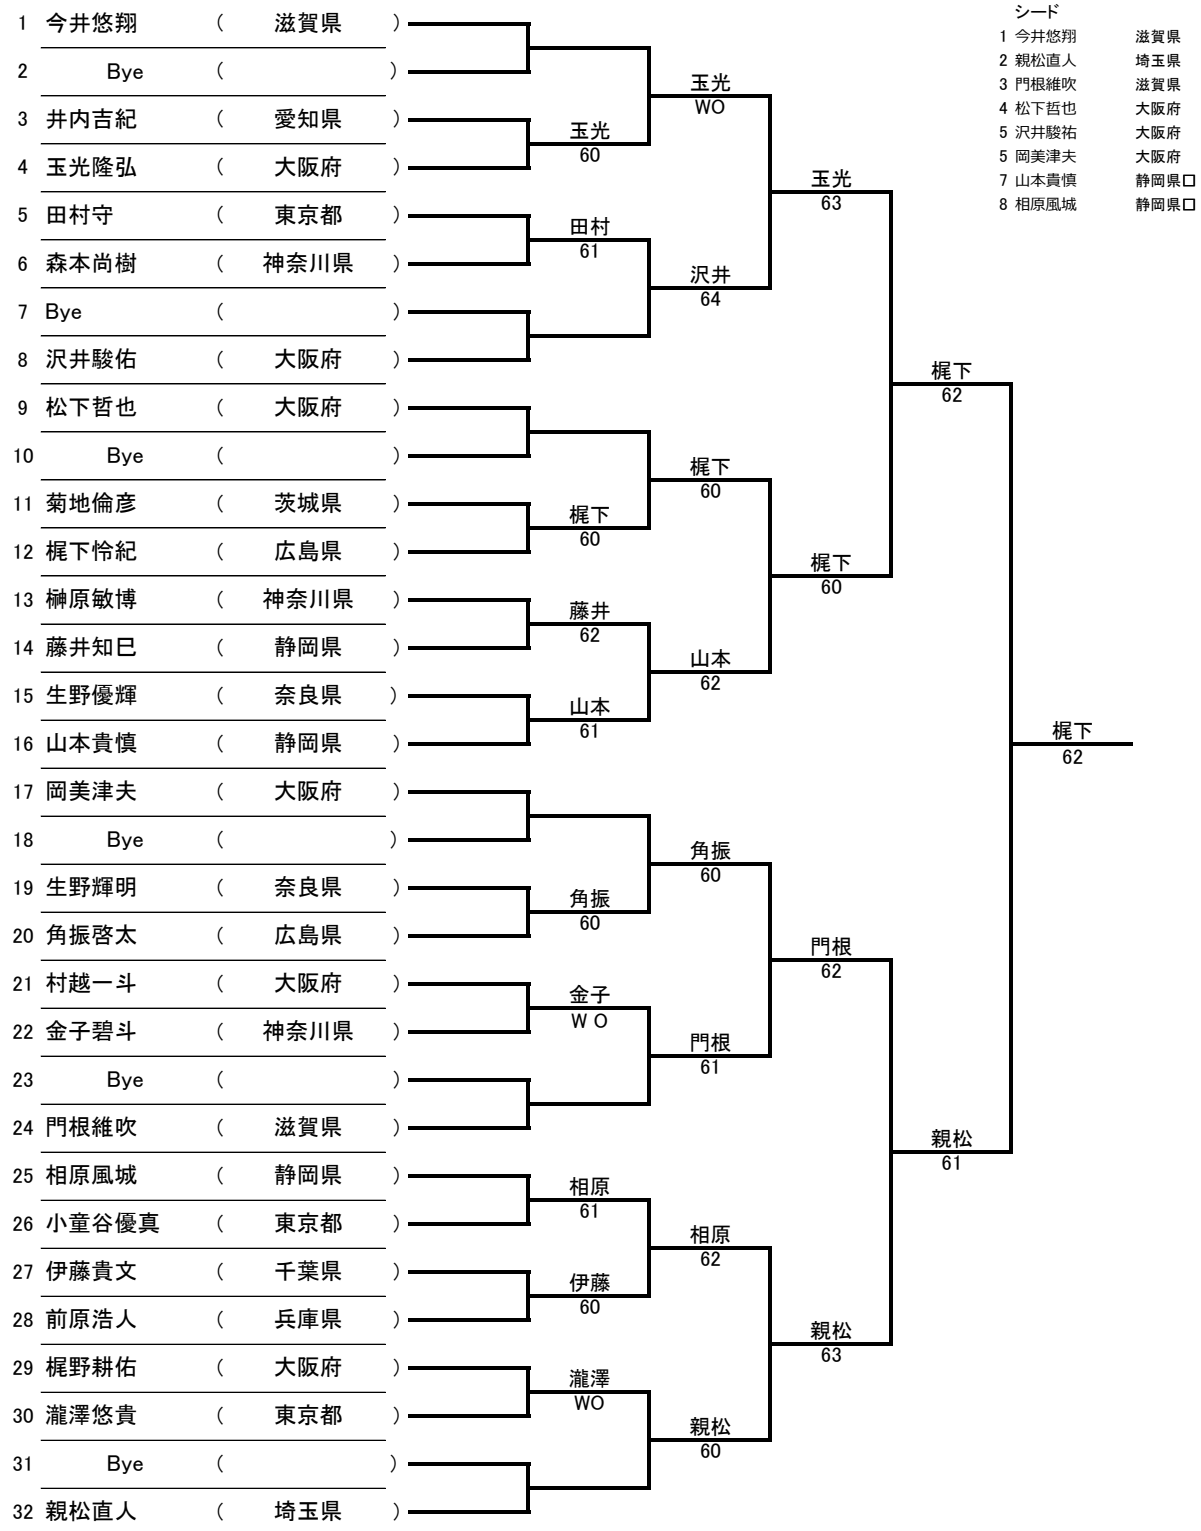 シード
1 今井悠翔 滋賀県
2 親松直人 埼玉県
3 門根維吹 滋賀県
4 松下哲也 大阪府
5 沢井駿祐 大阪府
5 岡美津夫 大阪府
7 山本貴慎 静岡県口
8 相原風城 静岡県口
1 今井悠翔 ( 滋賀県 )
2 Bye ( )
玉光
WO
3 井内吉紀 ( 愛知県 )
玉光
60
4 玉光隆弘 ( 大阪府 )
玉光
63
5 田村守 ( 東京都 )
田村
61
6 森本尚樹 ( 神奈川県 )
沢井
64
7 Bye ( )
8 沢井駿佑 ( 大阪府 )
梶下
62
9 松下哲也 ( 大阪府 )
10 Bye ( )
梶下
60
11 菊地倫彦 ( 茨城県 )
梶下
60
12 梶下怜紀 ( 広島県 )
梶下
60
13 榊原敏博 ( 神奈川県 )
藤井
62
14 藤井知巳 ( 静岡県 )
山本
62
15 生野優輝 ( 奈良県 )
山本
61
16 山本貴慎 ( 静岡県 )
梶下
62
17 岡美津夫 ( 大阪府 )
18 Bye ( )
角振
60
19 生野輝明 ( 奈良県 )
角振
60
20 角振啓太 ( 広島県 )
門根
62
21 村越一斗 ( 大阪府 )
金子
W O
22 金子碧斗 ( 神奈川県 )
門根
61
23 Bye ( )
24 門根維吹 ( 滋賀県 )
親松
61
25 相原風城 ( 静岡県 )
相原
61
26 小童谷優真 ( 東京都 )
相原
62
27 伊藤貴文 ( 千葉県 )
伊藤
60
28 前原浩人 ( 兵庫県 )
親松
63
29 梶野耕佑 ( 大阪府 )
瀧澤
WO
30 瀧澤悠貴 ( 東京都 )
親松
60
31 Bye ( )
32 親松直人 ( 埼玉県 )